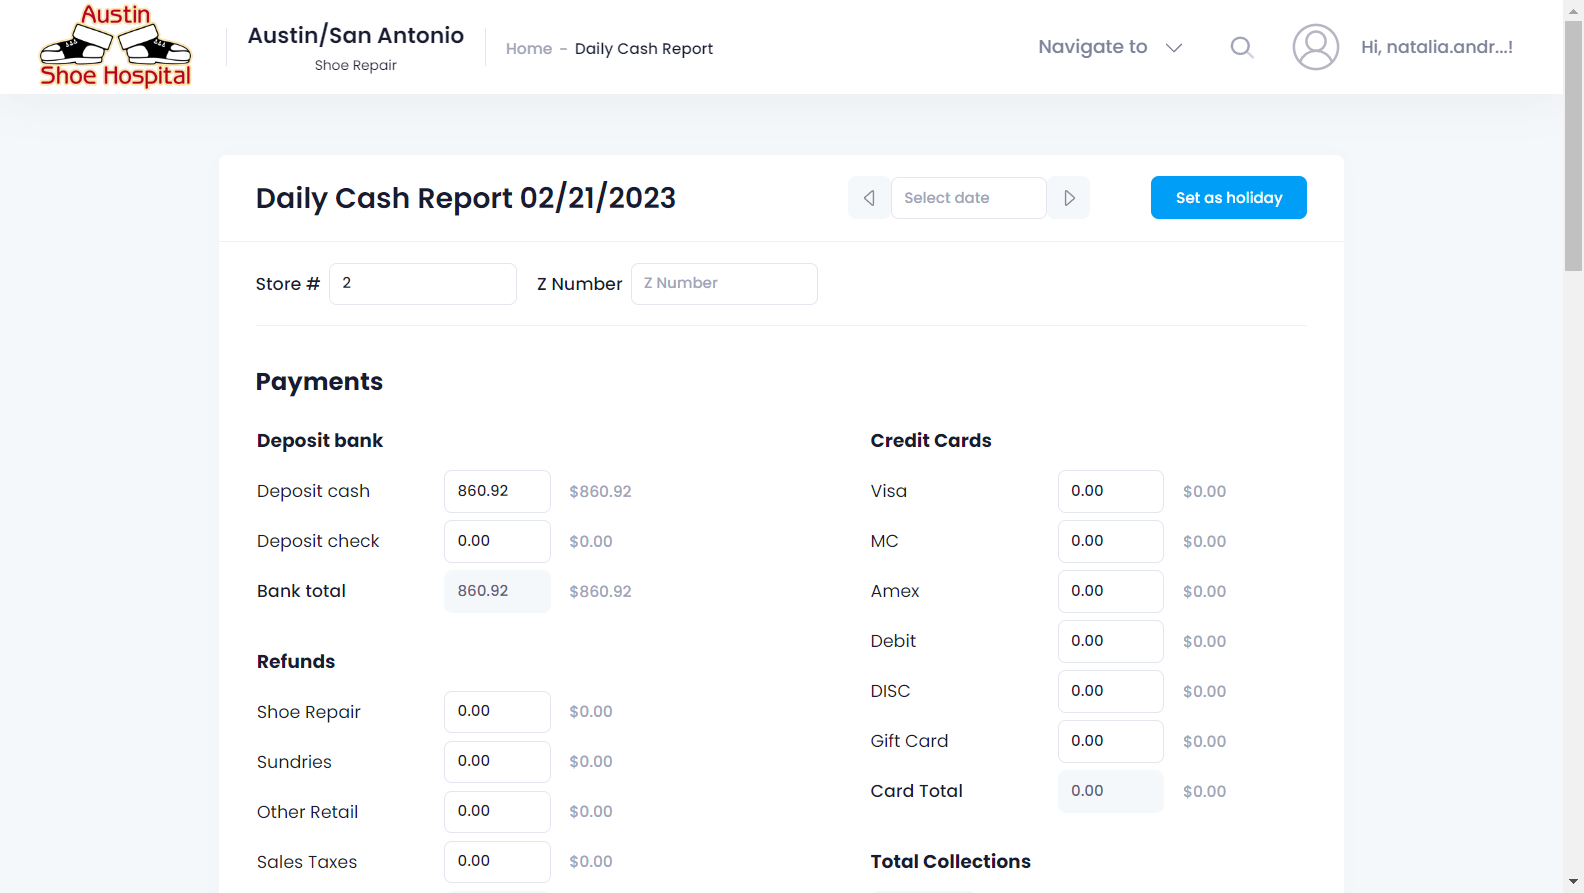 Austin
Shoe Hospital
Austin/San Antonio
Shoe Repair
Home - Daily Cash Report
Navigate to
Hi, natalia.andr...!
Daily Cash Report 02/21/2023
Select date
Set as holiday
Store # 2
Z Number Z Number
Payments
Deposit bank
Deposit cash 860.92 $860.92
Deposit check 0.00 $0.00
Bank total 860.92 $860.92
Refunds
Shoe Repair 0.00 $0.00
Sundries 0.00 $0.00
Other Retail 0.00 $0.00
Sales Taxes 0.00 $0.00
Credit Cards
Visa 0.00 $0.00
MC 0.00 $0.00
Amex 0.00 $0.00
Debit 0.00 $0.00
DISC 0.00 $0.00
Gift Card 0.00 $0.00
Card Total 0.00 $0.00
Total Collections